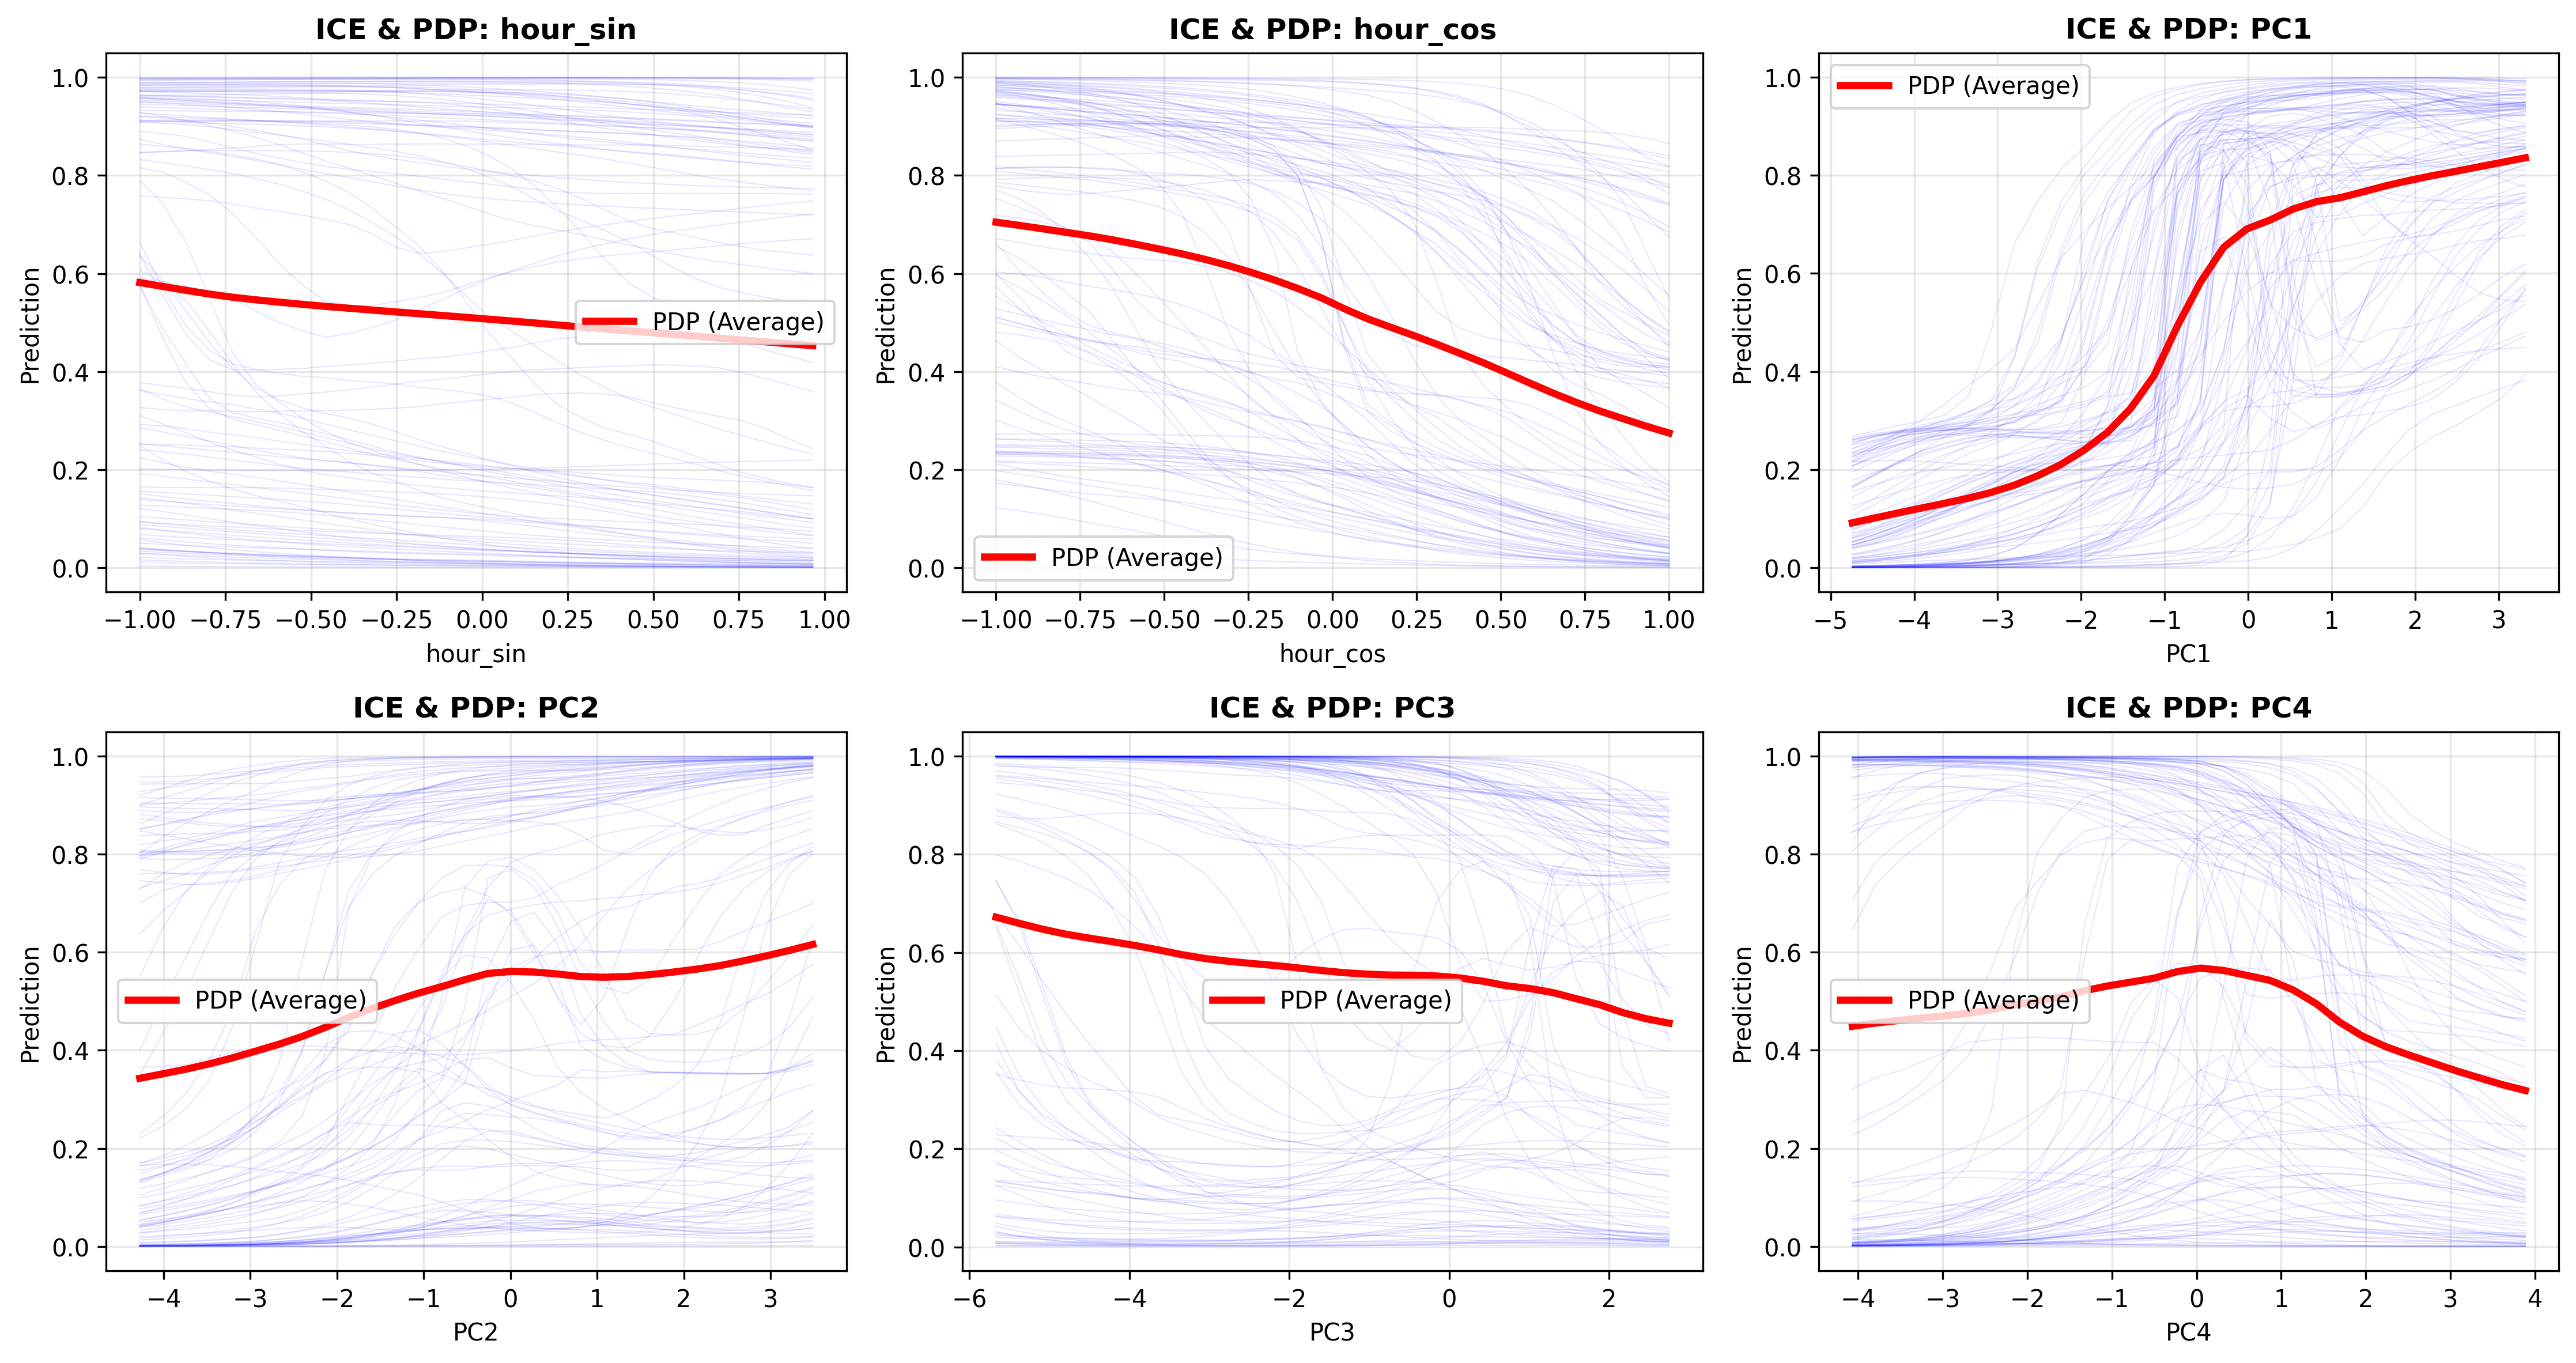 ICE & PDP: hour_sin
ICE & PDP: hour_cos
ICE & PDP: PC1
Prediction
1.0
0.8
0.6
0.4
0.2
0.0
PDP (Average)
−1.00 −0.75 −0.50 −0.25 0.00 0.25 0.50 0.75 1.00
hour_sin
Prediction
1.0
0.8
0.6
0.4
0.2
0.0
PDP (Average)
−1.00 −0.75 −0.50 −0.25 0.00 0.25 0.50 0.75 1.00
hour_cos
Prediction
1.0
0.8
0.6
0.4
0.2
0.0
PDP (Average)
−5 −4 −3 −2 −1 0 1 2 3
PC1
ICE & PDP: PC2
ICE & PDP: PC3
ICE & PDP: PC4
Prediction
1.0
0.8
0.6
0.4
0.2
0.0
PDP (Average)
−4 −3 −2 −1 0 1 2 3
PC2
Prediction
1.0
0.8
0.6
0.4
0.2
0.0
PDP (Average)
−6 −4 −2 0 2
PC3
Prediction
1.0
0.8
0.6
0.4
0.2
0.0
PDP (Average)
−4 −3 −2 −1 0 1 2 3 4
PC4